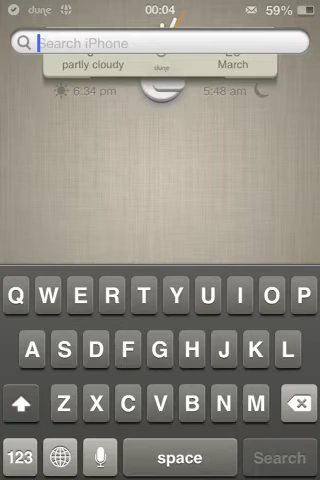 dune 00:04 59%
Search iPhone
partly cloudy dune March
6:34 pm 5:48 am
Q W E R T Y U I O P
A S D F G H J K L
Z X C V B N M
123 space Search